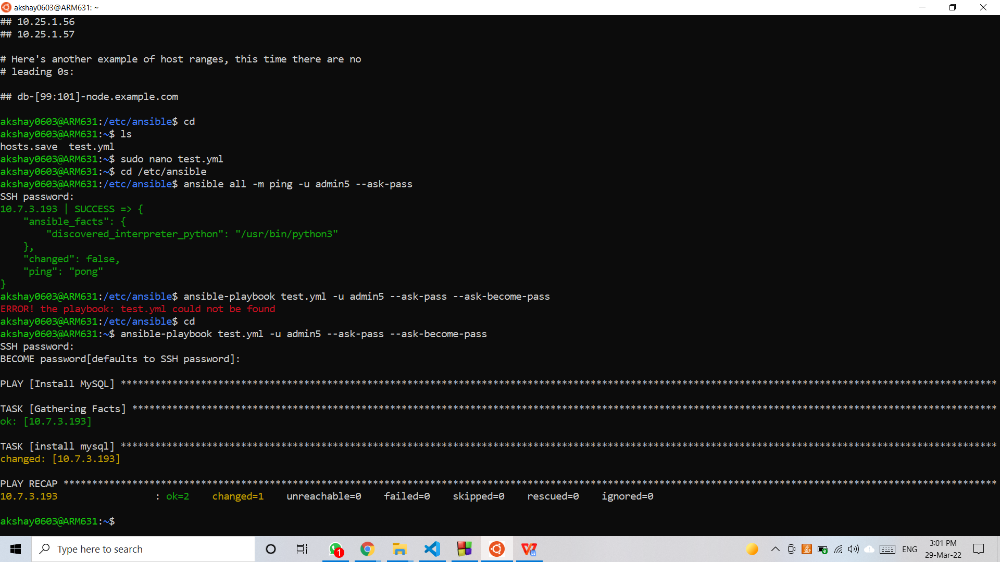 akshay0603@ARM631: ~
## 10.25.1.56
## 10.25.1.57
# Here's another example of host ranges, this time there are no
# leading 0s:
## db-[99:101]-node.example.com
akshay0603@ARM631:/etc/ansible$ cd
akshay0603@ARM631:~$ ls
hosts.save  test.yml
akshay0603@ARM631:~$ sudo nano test.yml
akshay0603@ARM631:~$ cd /etc/ansible
akshay0603@ARM631:/etc/ansible$ ansible all -m ping -u admin5 --ask-pass
SSH password:
10.7.3.193 | SUCCESS => {
    "ansible_facts": {
        "discovered_interpreter_python": "/usr/bin/python3"
    },
    "changed": false,
    "ping": "pong"
}
akshay0603@ARM631:/etc/ansible$ ansible-playbook test.yml -u admin5 --ask-pass --ask-become-pass
ERROR! the playbook: test.yml could not be found
akshay0603@ARM631:/etc/ansible$ cd
akshay0603@ARM631:~$ ansible-playbook test.yml -u admin5 --ask-pass --ask-become-pass
SSH password:
BECOME password[defaults to SSH password]:
PLAY [Install MySQL] *********************************************************************************************************************************************************
TASK [Gathering Facts] *******************************************************************************************************************************************************
ok: [10.7.3.193]
TASK [install mysql] *********************************************************************************************************************************************************
changed: [10.7.3.193]
PLAY RECAP *******************************************************************************************************************************************************************
10.7.3.193                 : ok=2    changed=1    unreachable=0    failed=0    skipped=0    rescued=0    ignored=0
akshay0603@ARM631:~$
Type here to search
1
ENG
3:01 PM
29-Mar-22